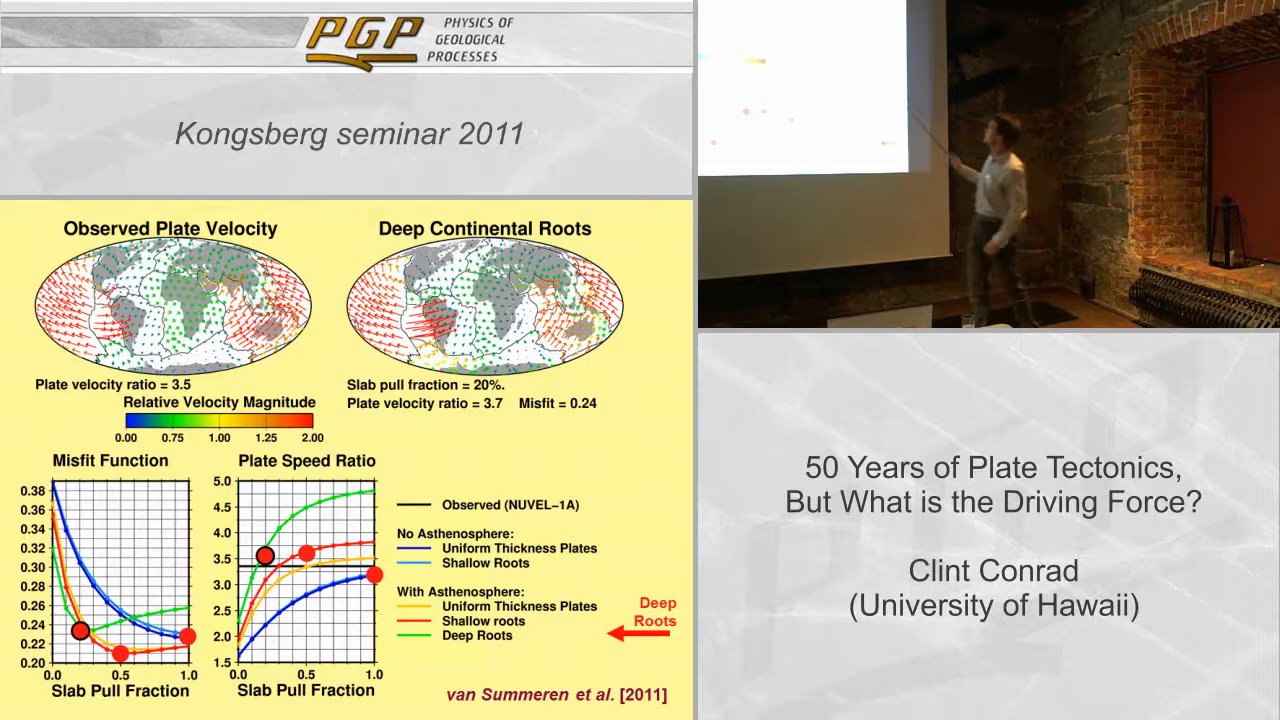 PGP
PHYSICS OF
GEOLOGICAL
PROCESSES
Kongsberg seminar 2011
Observed Plate Velocity
Deep Continental Roots
Plate velocity ratio = 3.5
Slab pull fraction = 20%.
Relative Velocity Magnitude
Plate velocity ratio = 3.7 Misfit = 0.24
0.00 0.75 1.00 1.25 2.00
Misfit Function
Plate Speed Ratio
0.38
0.36
0.34
0.32
0.30
0.28
0.26
0.24
0.22
0.20
0.0 0.5 1.0
Slab Pull Fraction
5.0
4.5
4.0
3.5
3.0
2.5
2.0
1.5
0.0 0.5 1.0
Slab Pull Fraction
Observed (NUVEL-1A)
No Asthenosphere:
Uniform Thickness Plates
Shallow Roots
With Asthenosphere:
Uniform Thickness Plates
Shallow roots
Deep Roots
Deep
Roots
van Summeren et al. [2011]
50 Years of Plate Tectonics,
But What is the Driving Force?
Clint Conrad
(University of Hawaii)